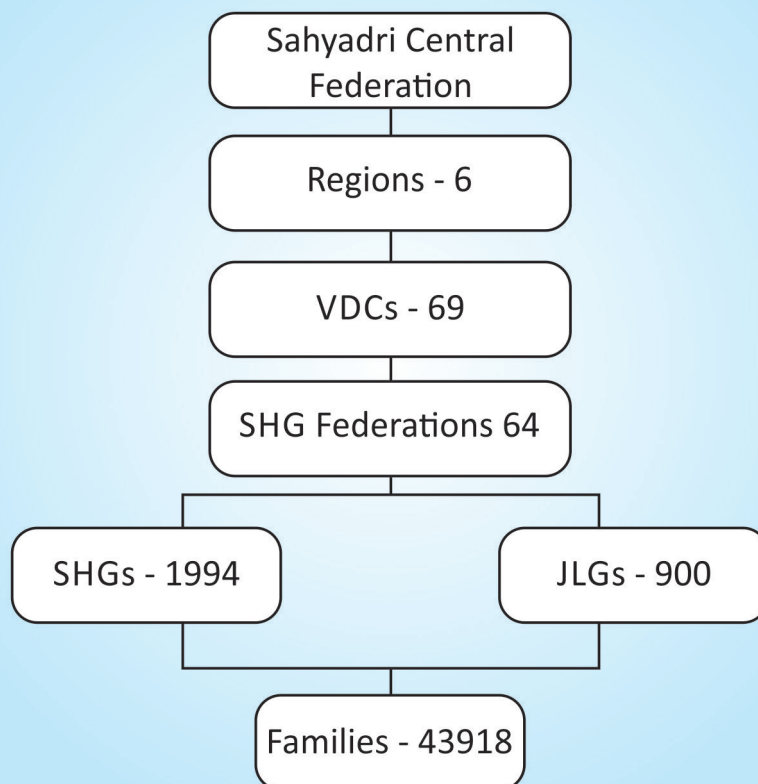 Sahyadri Central
Federation
Regions - 6
VDCs - 69
SHG Federations 64
SHGs - 1994
JLGs - 900
Families - 43918